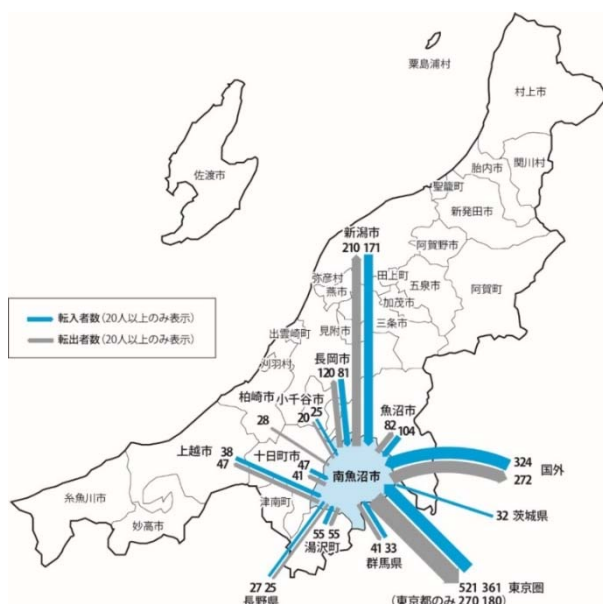 粟島浦村
村上市
佐渡市
胎内市
関川村
聖籠町
新発田市
新潟市
210 171
阿賀野市
弥彦村
田上町
五泉市
阿賀町
燕市
加茂市
転入者数(20人以上のみ表示)
転出者数(20人以上のみ表示)
出雲崎町
見附市
三条市
刈羽村
長岡市
120 81
柏崎市
28
小千谷市
20 25
魚沼市
82 104
上越市
38
47
十日町市
47
41
南魚沼市
324
272
国外
糸魚川市
妙高市
津南町
32 茨城県
55 55
湯沢町
41 33
群馬県
27 25
長野県
521 361 東京圏
(東京都のみ 270 180)